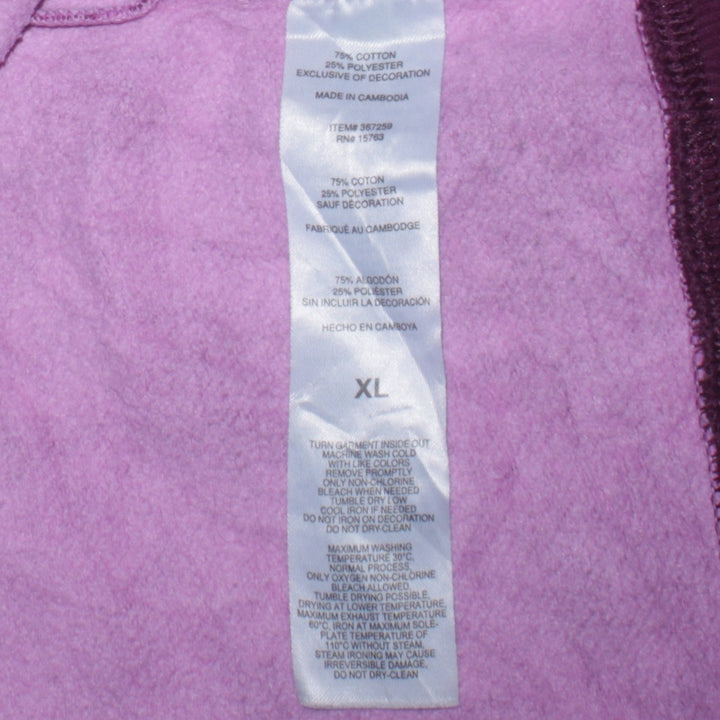 75% COTTON
25% POLYESTER
EXCLUSIVE OF DECORATION
MADE IN CAMBODIA
ITEM# 367259
RN# 15763
75% COTON
25% POLYESTER
SAUF DÉCORATION
FABRIQUÉ AU CAMBODGE
75% ALGODÓN
25% POLIÉSTER
SIN INCLUIR LA DECORACIÓN
HECHO EN CAMBOYA
XL
TURN GARMENT INSIDE OUT
MACHINE WASH COLD
WITH LIKE COLORS
REMOVE PROMPTLY
ONLY NON-CHLORINE
BLEACH WHEN NEEDED
TUMBLE DRY LOW
COOL IRON IF NEEDED
DO NOT IRON ON DECORATION
DO NOT DRY-CLEAN
MAXIMUM WASHING
TEMPERATURE 30°C,
NORMAL PROCESS,
ONLY OXYGEN NON-CHLORINE
BLEACH ALLOWED,
TUMBLE DRYING POSSIBLE,
DRYING AT LOWER TEMPERATURE,
MAXIMUM EXHAUST TEMPERATURE
60°C, IRON AT MAXIMUM SOLE-
PLATE TEMPERATURE OF
110°C WITHOUT STEAM,
STEAM IRONING MAY CAUSE
IRREVERSIBLE DAMAGE,
DO NOT DRY-CLEAN